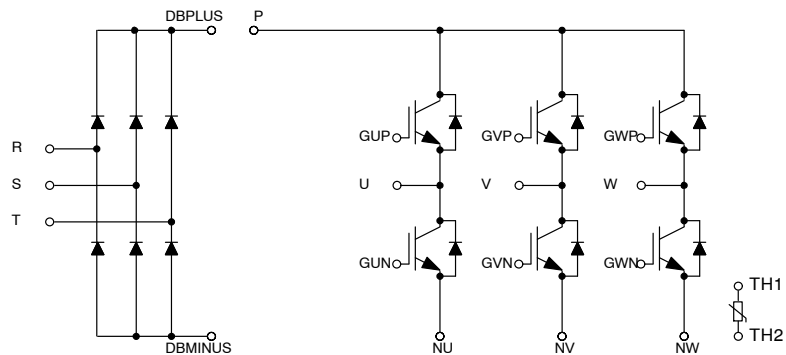 DBPLUS P
GUP GVP GWP
R
S U V W
T
GUN GVN GWN
TH1
TH2
DBMINUS NU NV NW